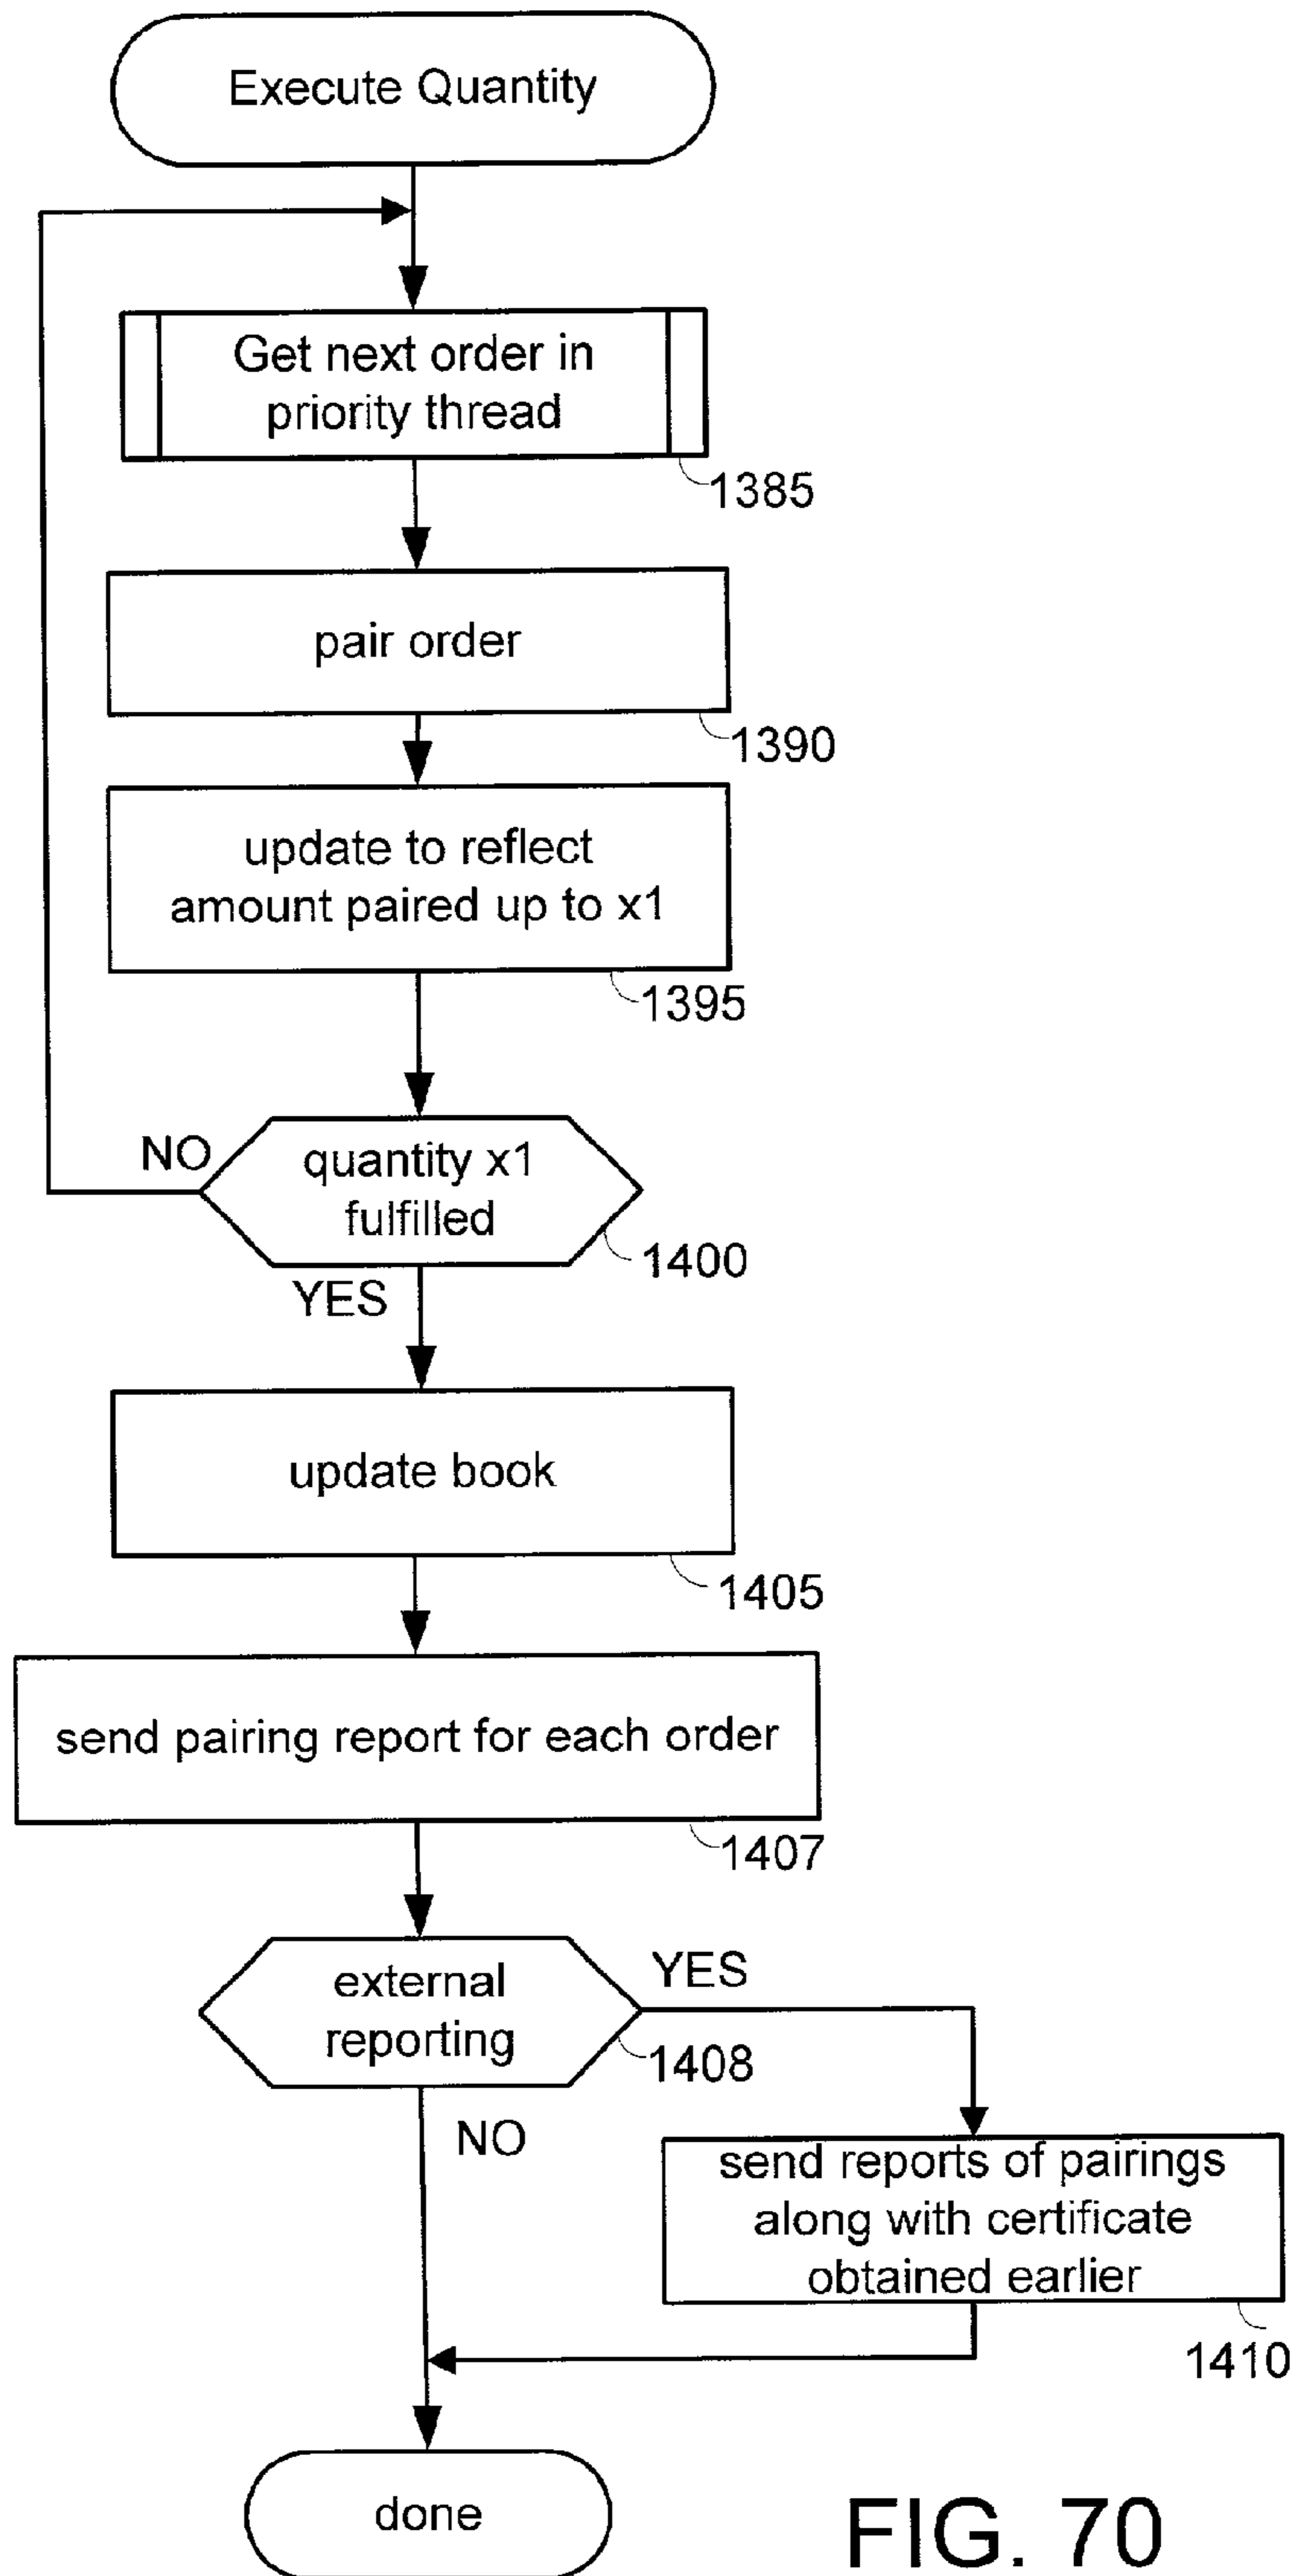 Execute Quantity
Get next order in
priority thread
1385
pair order
1390
update to reflect
amount paired up to x1
1395
NO
quantity x1
fulfilled
1400
YES
update book
1405
send pairing report for each order
1407
external
reporting
YES
1408
NO
send reports of pairings
along with certificate
obtained earlier
1410
done
FIG. 70